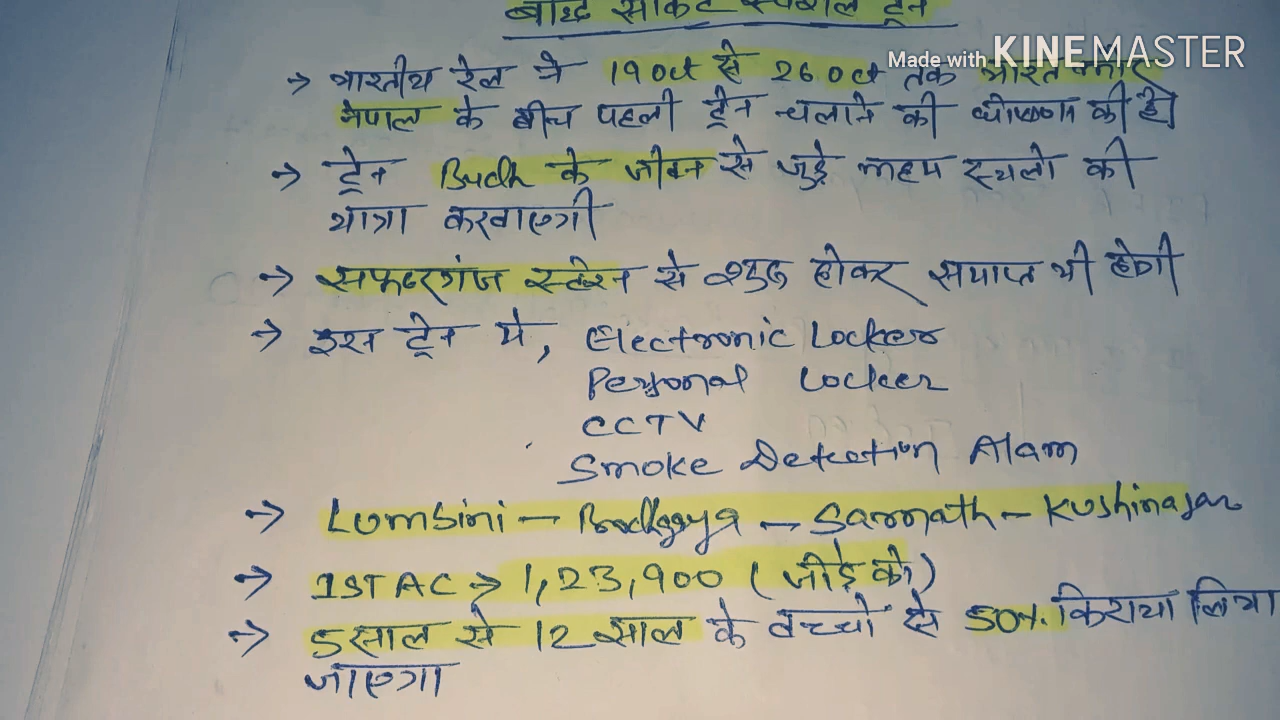 बौद्ध सर्किट स्पेशल ट्रेन
Made with KINEMASTER
→ भारतीय रेल ने 19 Oct से 26 Oct तक भारत और
नेपाल के बीच पहली ट्रेन चलाने की घोषणा की है।
→ ट्रेन Budh के जीवन से जुड़े अहम स्थलो की
यात्रा करवाएगी
→ सफदरगंज स्टेशन से शुरू होकर समाप्त भी होगी
→ इस ट्रेन मे, Electronic Locker
Personal Locker
CCTV
Smoke Detection Alam
→ Lumbini – Bodhgaya – Sarnath – Kushinagar
→ 1ST AC → 1,23,900 (जोड़े को)
→ 5 साल से 12 साल के बच्चो से 50%. किराया लिया
जाएगा